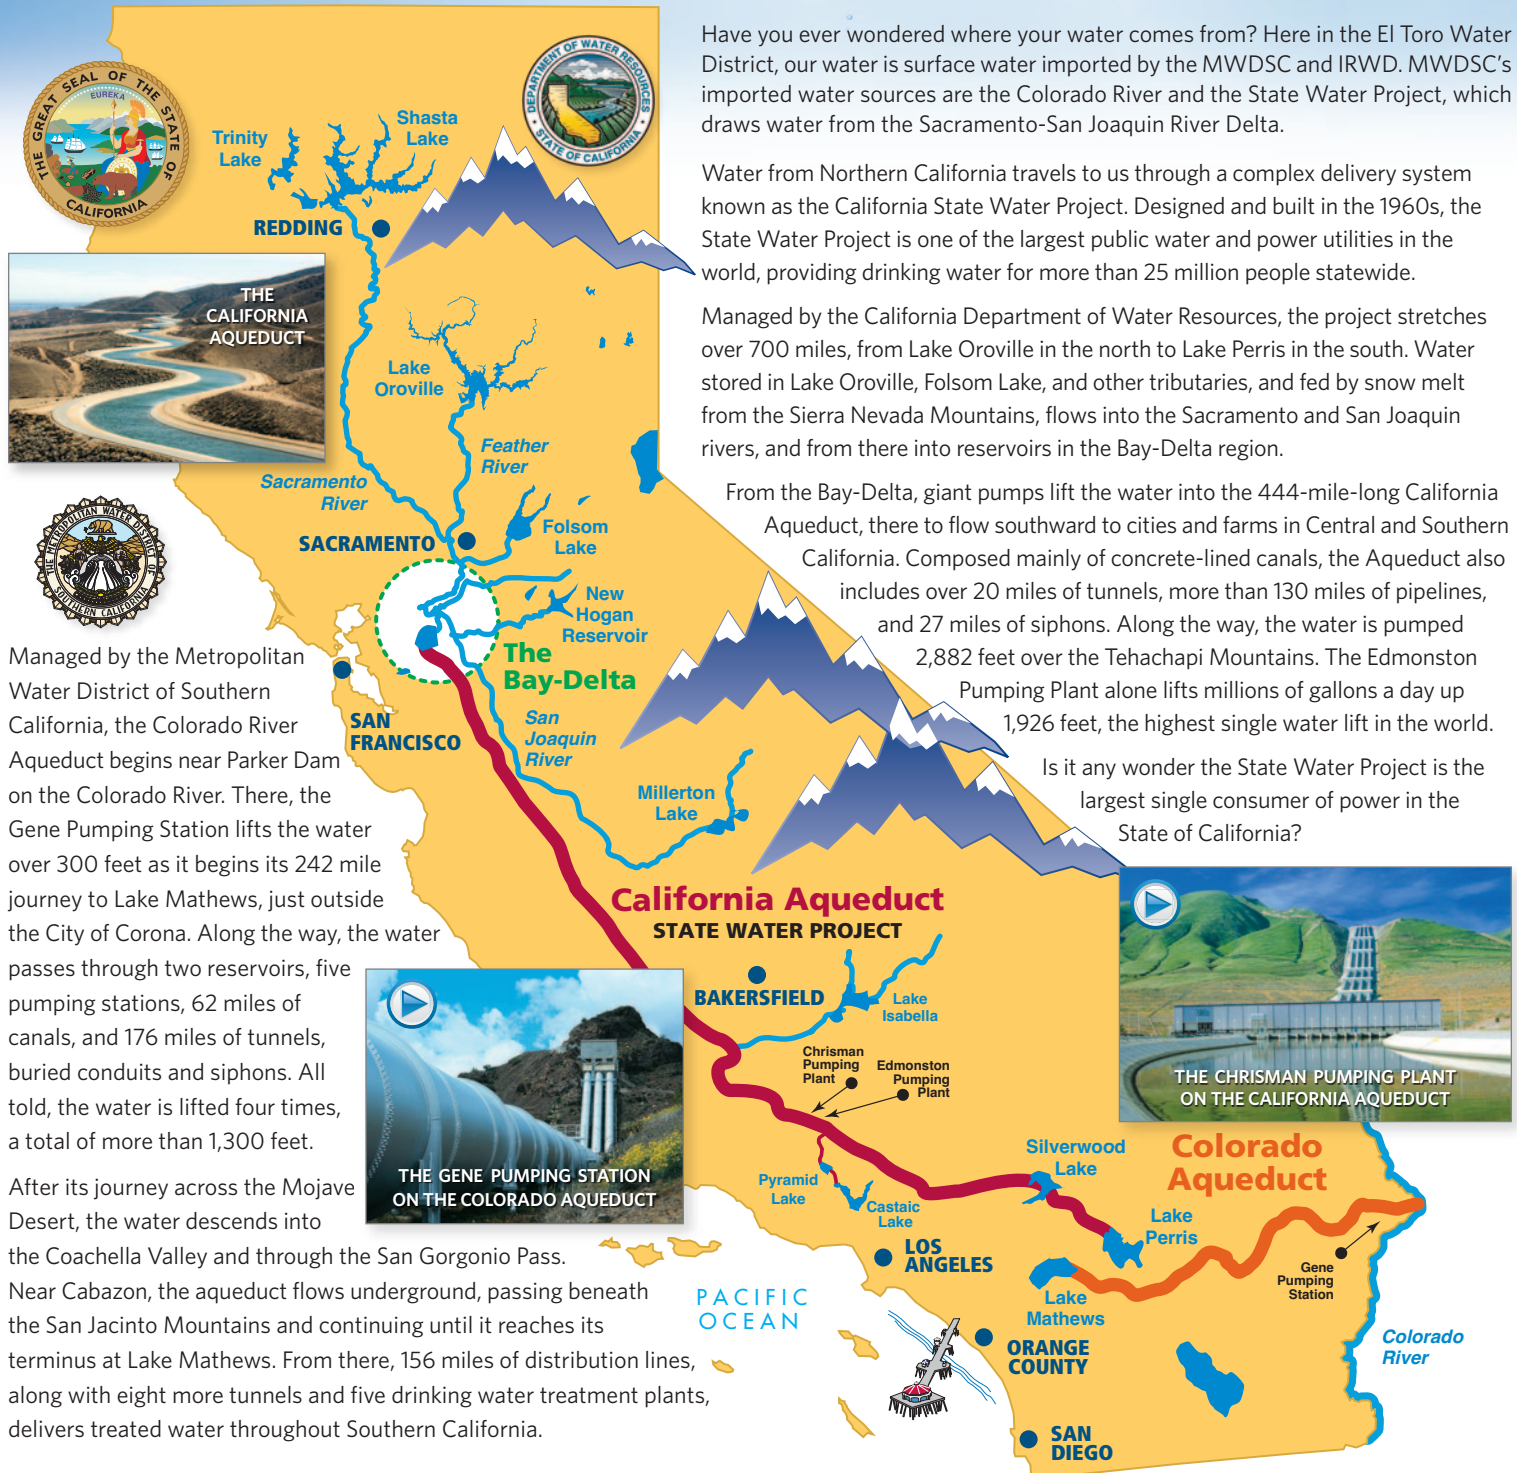 Have you ever wondered where your water comes from? Here in the El Toro Water
District, our water is surface water imported by the MWDSC and IRWD. MWDSC's
imported water sources are the Colorado River and the State Water Project, which
draws water from the Sacramento-San Joaquin River Delta.
Water from Northern California travels to us through a complex delivery system
known as the California State Water Project. Designed and built in the 1960s, the
State Water Project is one of the largest public water and power utilities in the
world, providing drinking water for more than 25 million people statewide.
Managed by the California Department of Water Resources, the project stretches
over 700 miles, from Lake Oroville in the north to Lake Perris in the south. Water
stored in Lake Oroville, Folsom Lake, and other tributaries, and fed by snow melt
from the Sierra Nevada Mountains, flows into the Sacramento and San Joaquin
rivers, and from there into reservoirs in the Bay-Delta region.
From the Bay-Delta, giant pumps lift the water into the 444-mile-long California
Aqueduct, there to flow southward to cities and farms in Central and Southern
California. Composed mainly of concrete-lined canals, the Aqueduct also
includes over 20 miles of tunnels, more than 130 miles of pipelines,
and 27 miles of siphons. Along the way, the water is pumped
2,882 feet over the Tehachapi Mountains. The Edmonston
Pumping Plant alone lifts millions of gallons a day up
1,926 feet, the highest single water lift in the world.
Is it any wonder the State Water Project is the
largest single consumer of power in the
State of California?
THE GREAT SEAL OF THE STATE OF
CALIFORNIA
EUREKA
DEPARTMENT OF WATER RESOURCES
STATE OF CALIFORNIA
Trinity
Lake
Shasta
Lake
REDDING
THE
CALIFORNIA
AQUEDUCT
Lake
Oroville
Feather
River
Sacramento
River
SACRAMENTO
Folsom
Lake
THE METROPOLITAN WATER DISTRICT OF
SOUTHERN CALIFORNIA
New
Hogan
Reservoir
The
Bay-Delta
SAN
FRANCISCO
San
Joaquin
River
Millerton
Lake
Managed by the Metropolitan
Water District of Southern
California, the Colorado River
Aqueduct begins near Parker Dam
on the Colorado River. There, the
Gene Pumping Station lifts the water
over 300 feet as it begins its 242 mile
journey to Lake Mathews, just outside
the City of Corona. Along the way, the water
passes through two reservoirs, five
pumping stations, 62 miles of
canals, and 176 miles of tunnels,
buried conduits and siphons. All
told, the water is lifted four times,
a total of more than 1,300 feet.
After its journey across the Mojave
Desert, the water descends into
the Coachella Valley and through the San Gorgonio Pass.
Near Cabazon, the aqueduct flows underground, passing beneath
the San Jacinto Mountains and continuing until it reaches its
terminus at Lake Mathews. From there, 156 miles of distribution lines,
along with eight more tunnels and five drinking water treatment plants,
delivers treated water throughout Southern California.
California Aqueduct
STATE WATER PROJECT
BAKERSFIELD
Lake
Isabella
Chrisman
Pumping
Plant
Edmonston
Pumping
Plant
THE CHRISMAN PUMPING PLANT
ON THE CALIFORNIA AQUEDUCT
THE GENE PUMPING STATION
ON THE COLORADO AQUEDUCT
Pyramid
Lake
Castaic
Lake
Silverwood
Lake
Colorado
Aqueduct
Lake
Perris
LOS
ANGELES
Gene
Pumping
Station
Lake
Mathews
PACIFIC
OCEAN
ORANGE
COUNTY
Colorado
River
SAN
DIEGO